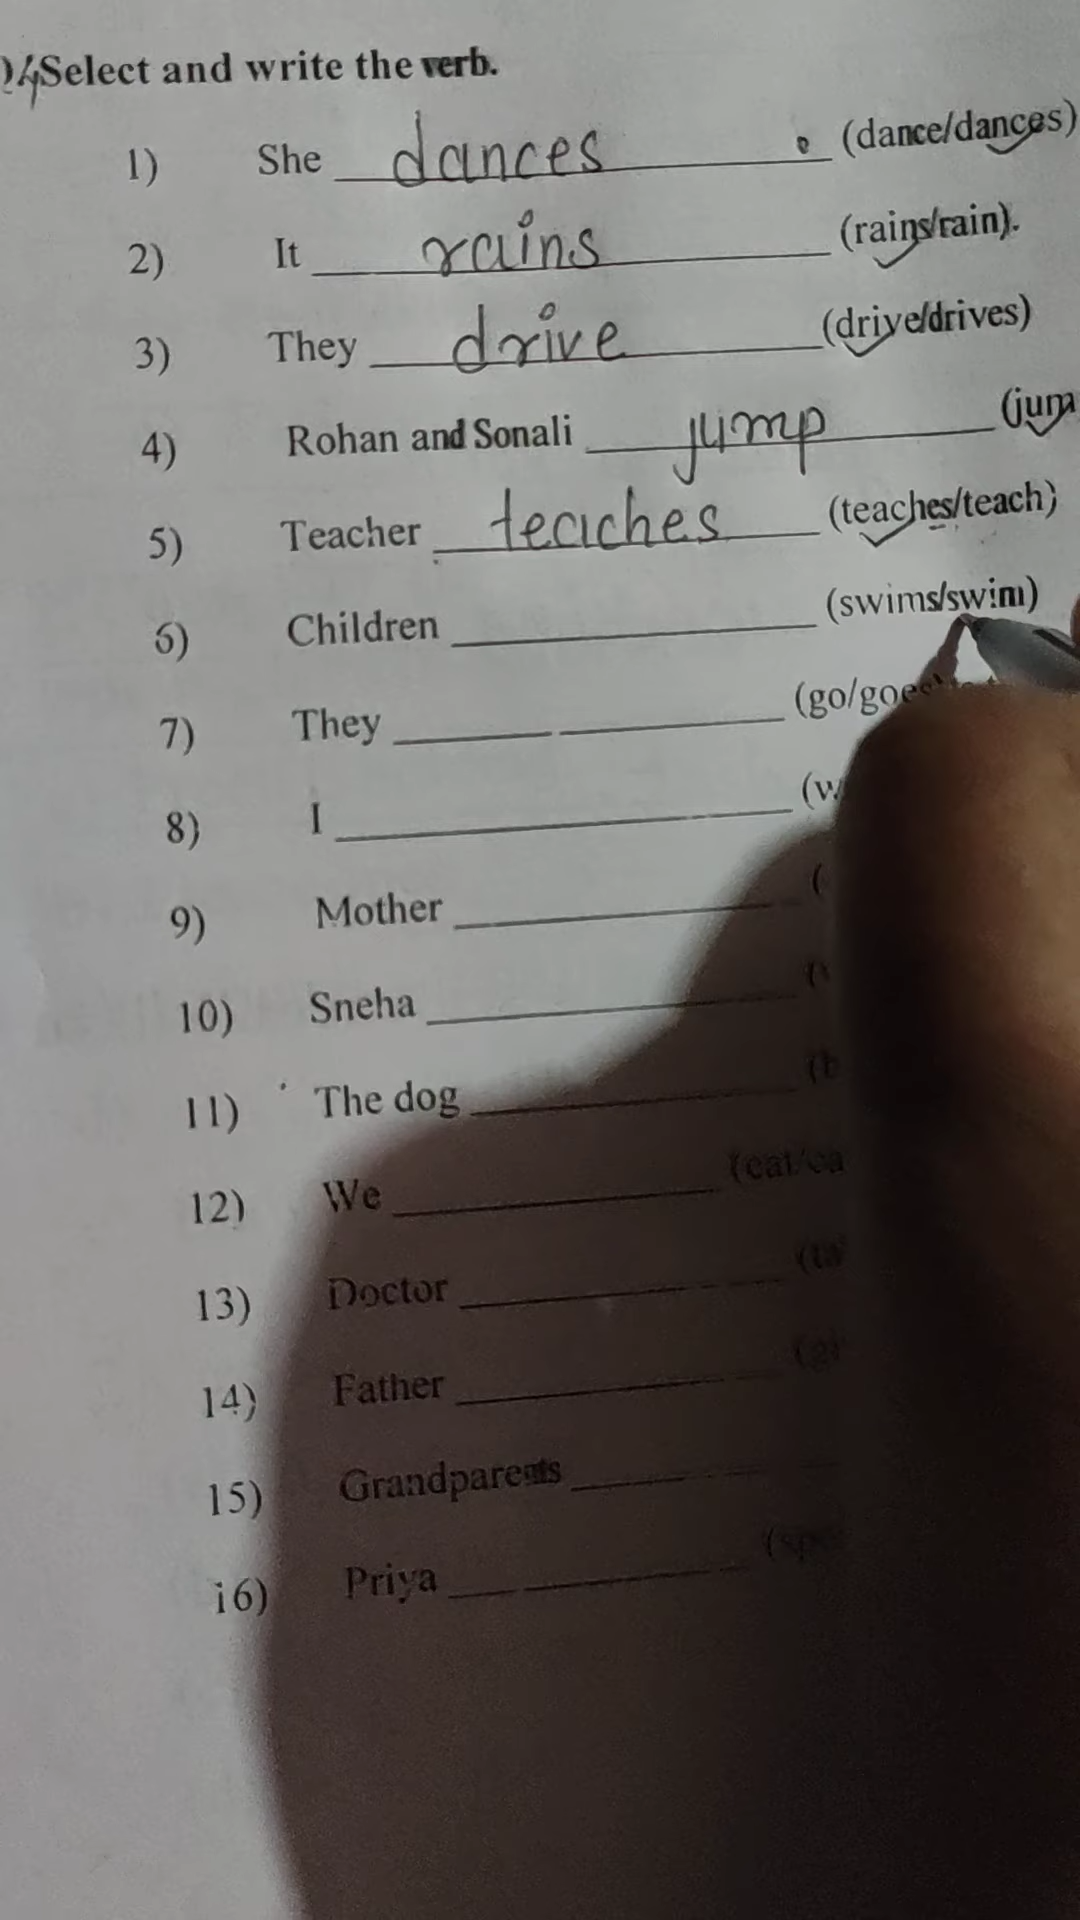 Select and write the verb.
1) She dances (dance/dances)
2) It rains (rains/rain).
3) They drive (drive/drives)
4) Rohan and Sonali jump
5) Teacher teaches (teaches/teach)
6) Children (swims/swim)
7) They (go/goes)
8) I
9) Mother
10) Sneha
11) The dog
12) We
13) Doctor
14) Father
15) Grandparents
16) Priya